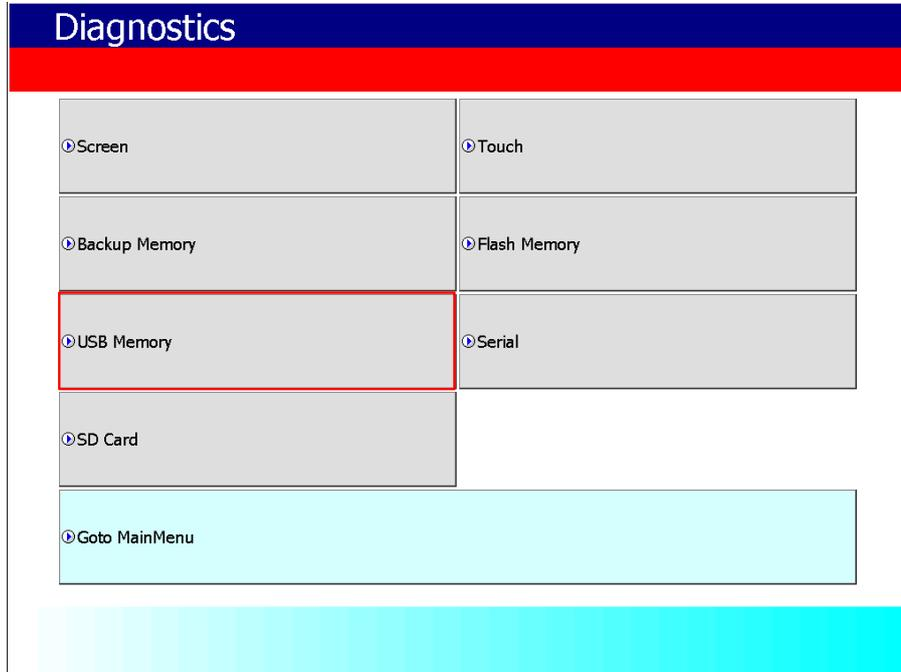 Diagnostics
Screen
Touch
Backup Memory
Flash Memory
USB Memory
Serial
SD Card
Goto MainMenu